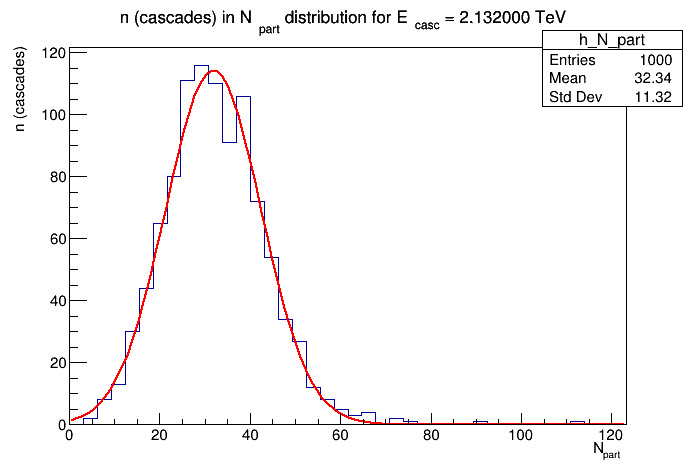 n (cascades) in N part distribution for E casc = 2.132000 TeV
h_N_part
Entries 1000
Mean 32.34
Std Dev 11.32
n (cascades)
120
100
80
60
40
20
0
0 20 40 60 80 100 120
N part